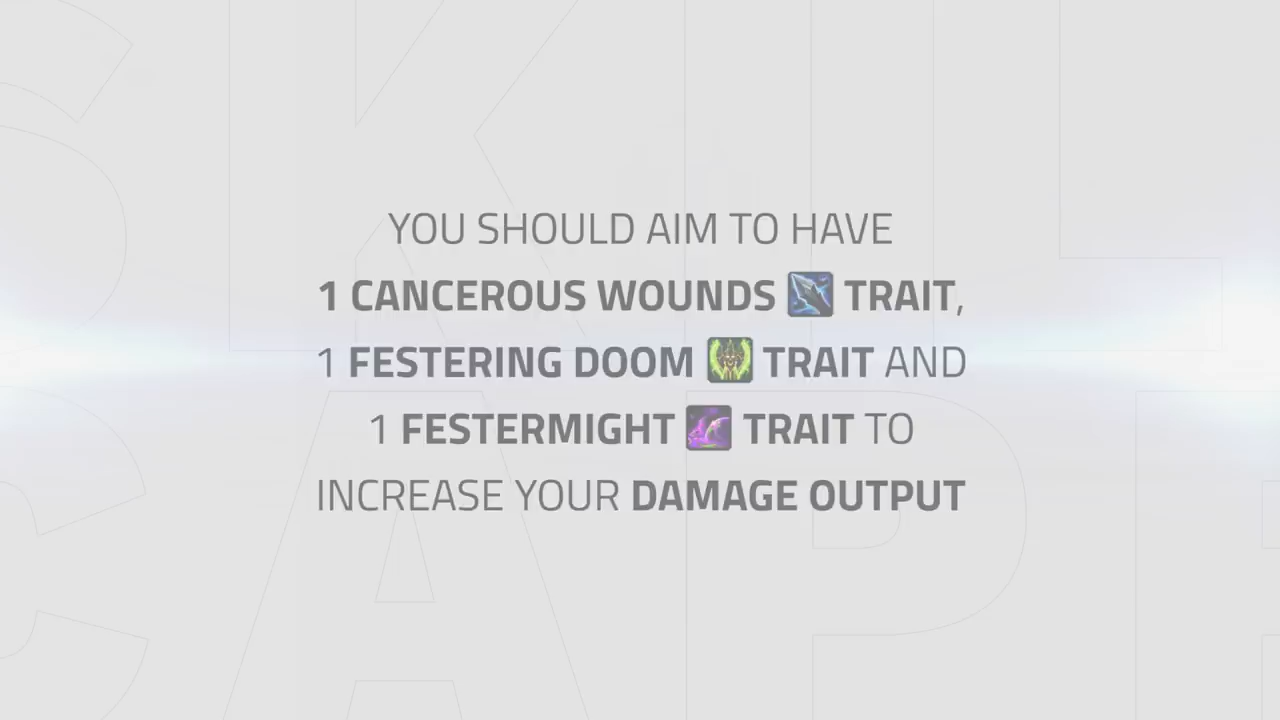 YOU SHOULD AIM TO HAVE
1 CANCEROUS WOUNDS TRAIT,
1 FESTERING DOOM TRAIT AND
1 FESTERMIGHT TRAIT TO
INCREASE YOUR DAMAGE OUTPUT